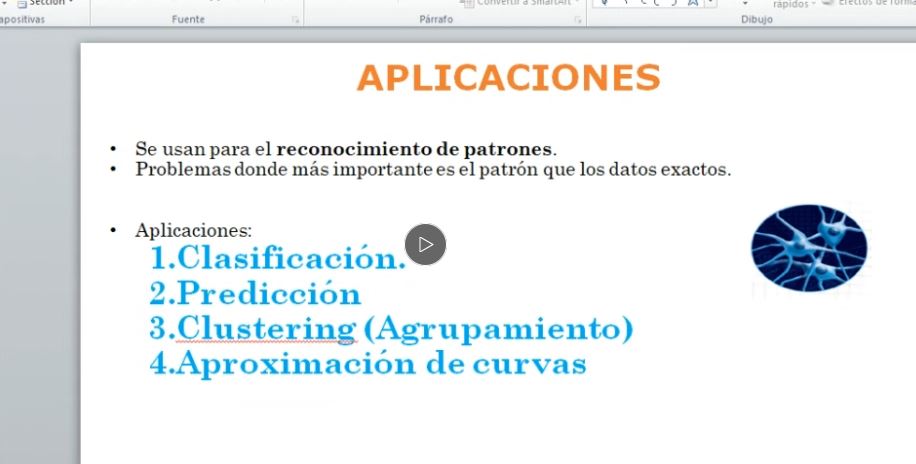 Sección
Convertir a SmartArt
rápidos
Efectos de forma
apositivas
Fuente
Párrafo
Dibujo
APLICACIONES
• Se usan para el reconocimiento de patrones.
• Problemas donde más importante es el patrón que los datos exactos.
• Aplicaciones:
1.Clasificación.
2.Predicción
3.Clustering (Agrupamiento)
4.Aproximación de curvas